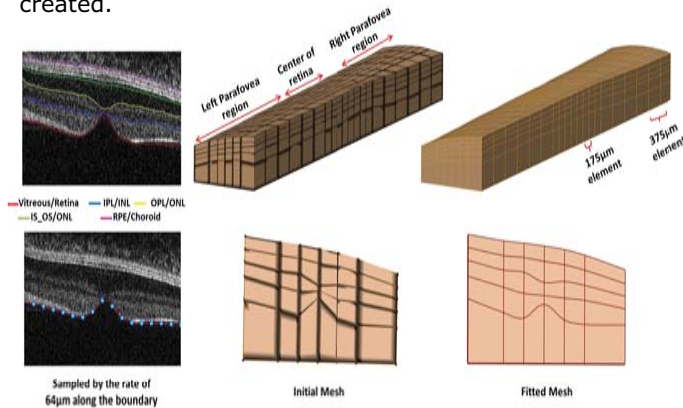 created.
Left Parafovea
region
Center of
retina
Right Parafovea
region
175µm
element
375µm
element
Vitreous/Retina IPL/INL OPL/ONL
IS_OS/ONL RPE/Choroid
Sampled by the rate of
64µm along the boundary
Initial Mesh
Fitted Mesh